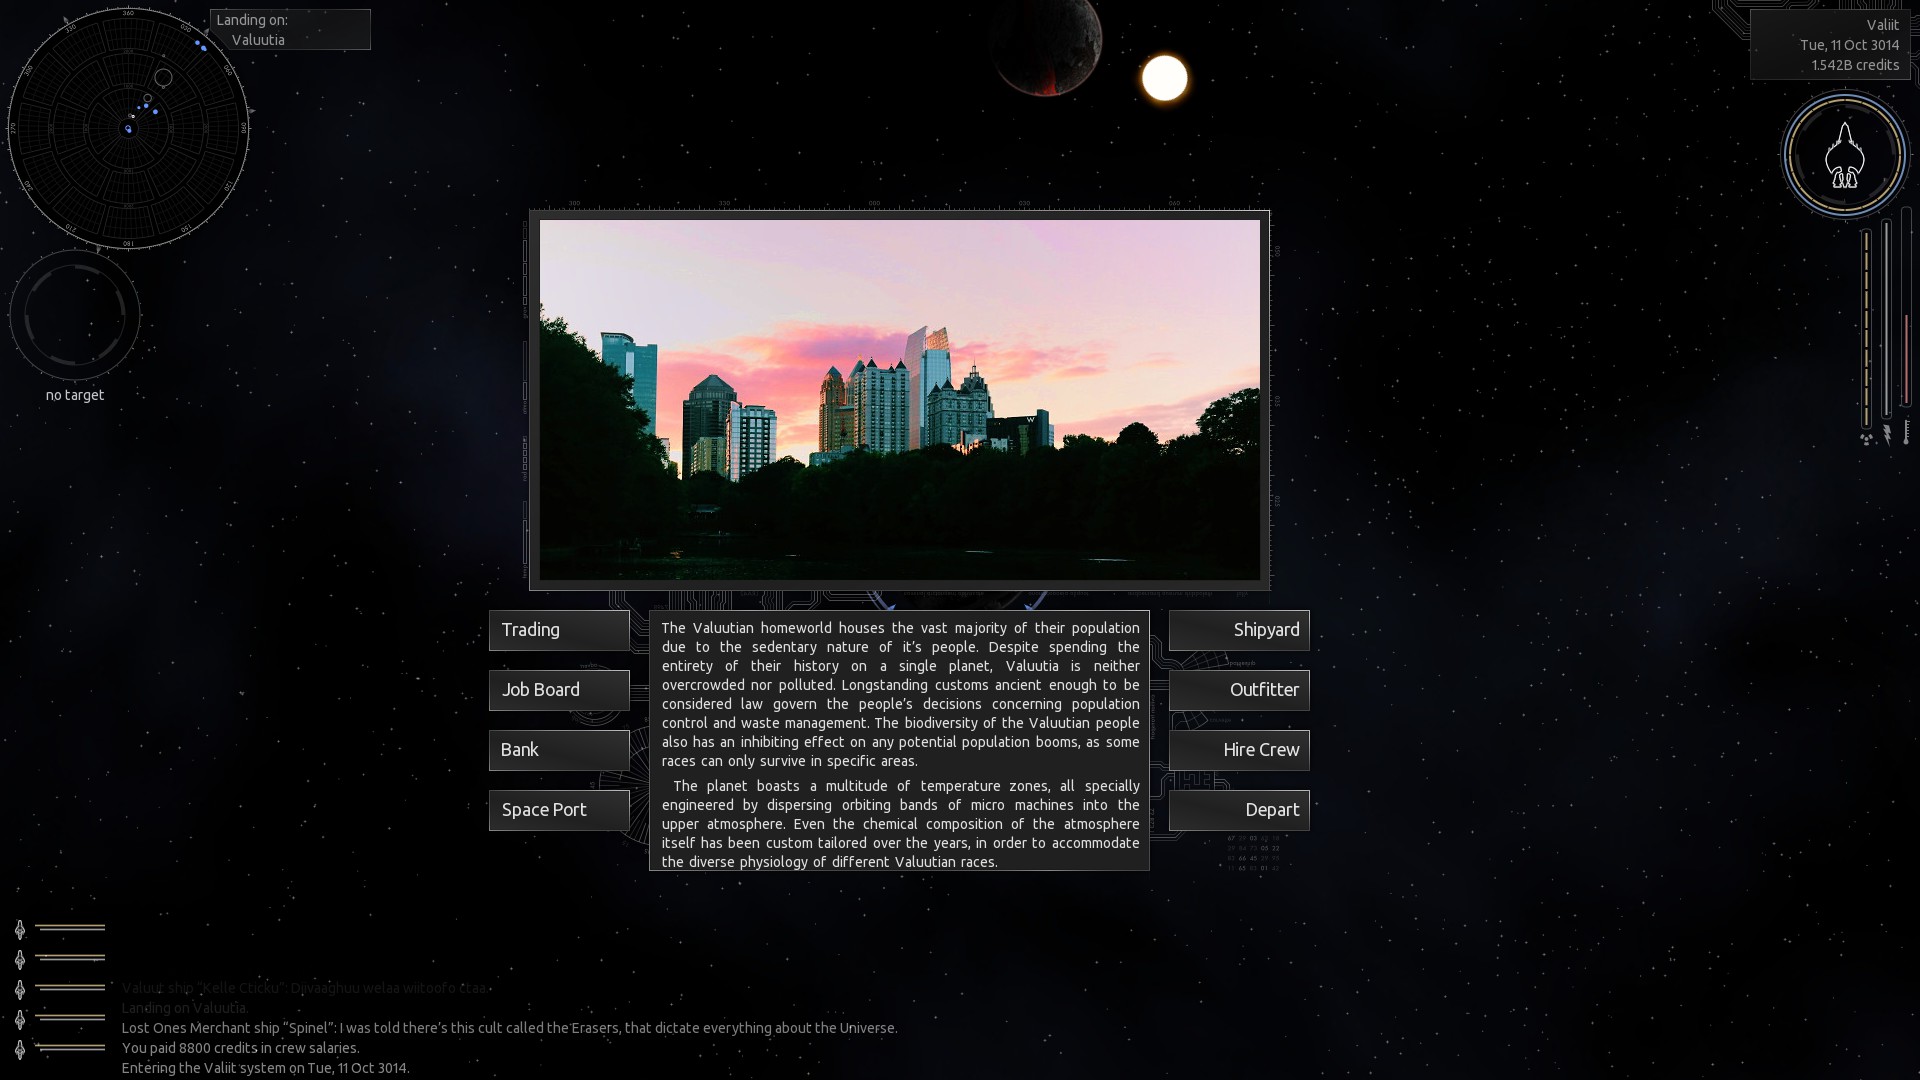 Landing on:
Valuutia
Valiit
Tue, 11 Oct 3014
1.542B credits
no target
W
Trading
Job Board
Bank
Space Port
The Valuutian homeworld houses the vast majority of their population
due to the sedentary nature of it's people. Despite spending the
entirety of their history on a single planet, Valuutia is neither
overcrowded nor polluted. Longstanding customs ancient enough to be
considered law govern the people's decisions concerning population
control and waste management. The biodiversity of the Valuutian people
also has an inhibiting effect on any potential population booms, as some
races can only survive in specific areas.
The planet boasts a multitude of temperature zones, all specially
engineered by dispersing orbiting bands of micro machines into the
upper atmosphere. Even the chemical composition of the atmosphere
itself has been custom tailored over the years, in order to accommodate
the diverse physiology of different Valuutian races.
Shipyard
Outfitter
Hire Crew
Depart
Valuut ship “Kelle Cticku”: Diivaaghuu welaa wiitoofo ctaa.
Landing on Valuutia.
Lost Ones Merchant ship “Spinel”: I was told there's this cult called the Erasers, that dictate everything about the Universe.
You paid 8800 credits in crew salaries.
Entering the Valiit system on Tue, 11 Oct 3014.